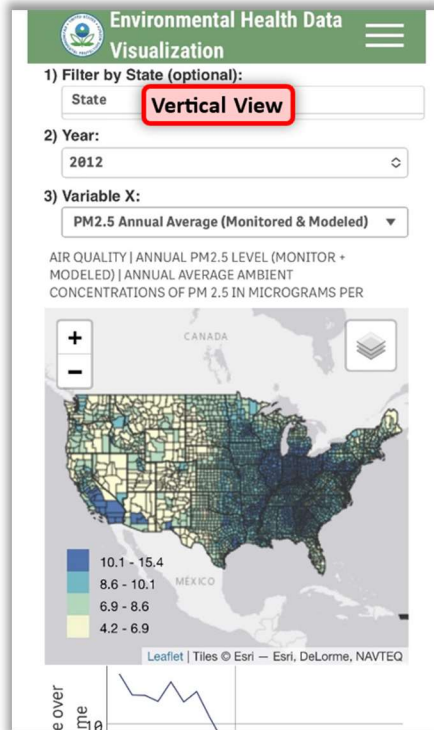 Environmental Health Data
Visualization
1) Filter by State (optional):
State
Vertical View
2) Year:
2012
3) Variable X:
PM2.5 Annual Average (Monitored & Modeled)
AIR QUALITY | ANNUAL PM2.5 LEVEL (MONITOR +
MODELED) | ANNUAL AVERAGE AMBIENT
CONCENTRATIONS OF PM 2.5 IN MICROGRAMS PER
+
−
CANADA
10.1 - 15.4
8.6 - 10.1
6.9 - 8.6
4.2 - 6.9
MÉXICO
Leaflet | Tiles © Esri — Esri, DeLorme, NAVTEQ
e over
me
10